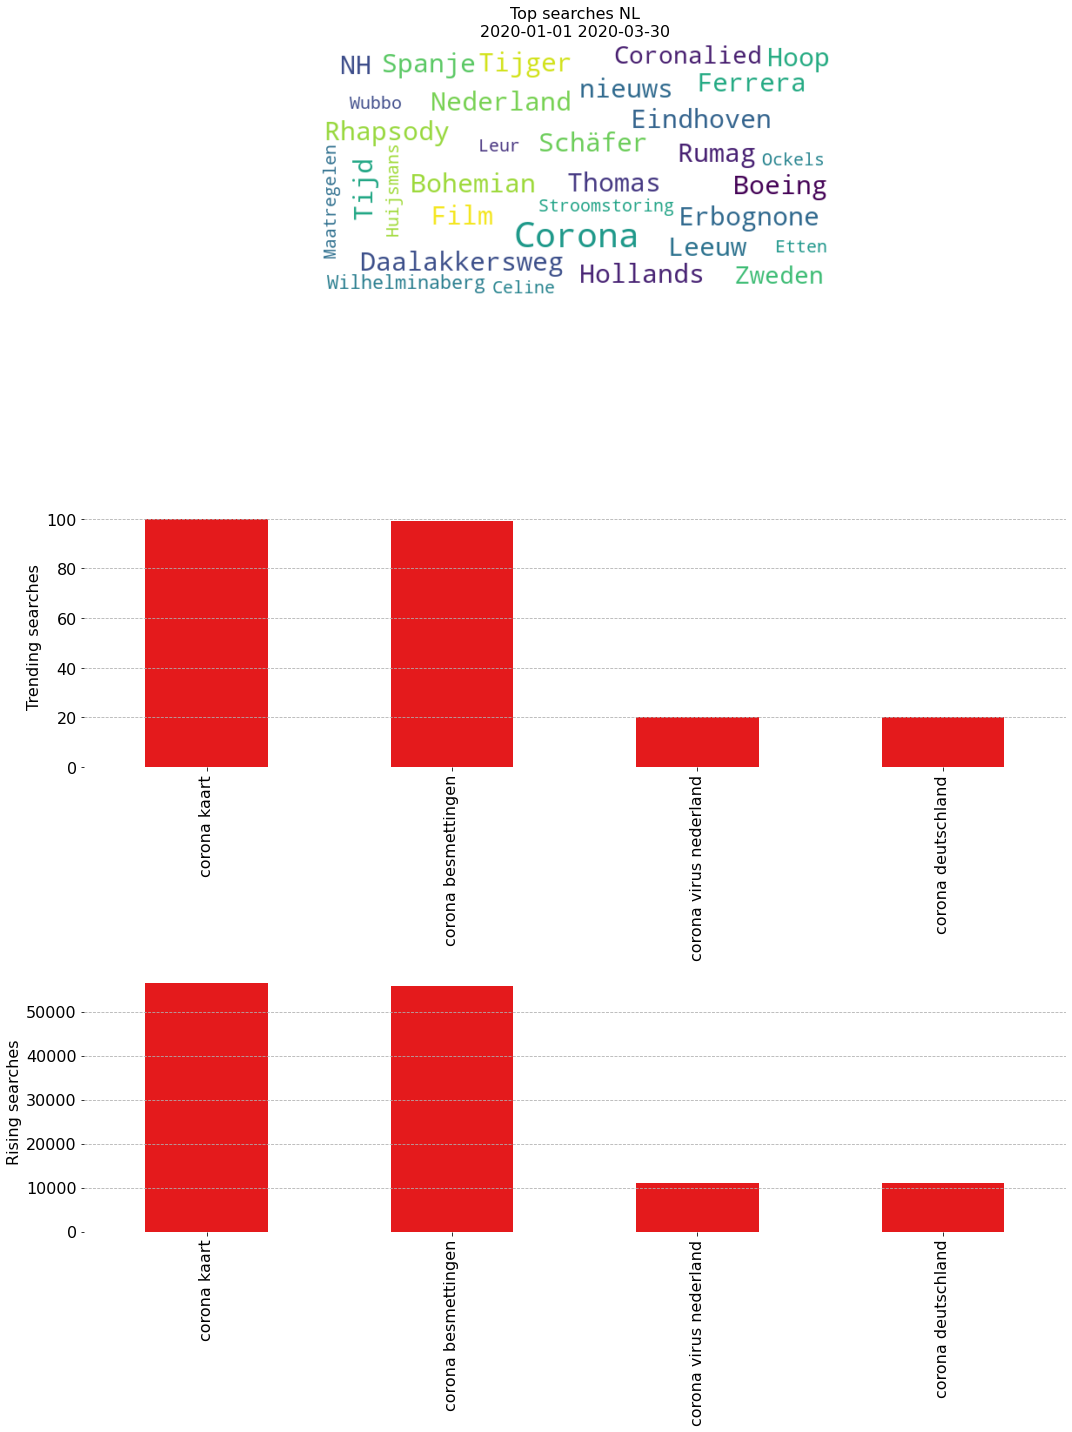 Top searches NL
2020-01-01 2020-03-30
NH Spanje Tijger Coronalied Hoop
nieuws Ferrera
Wubbo Nederland
Eindhoven
Rhapsody Leur Schäfer Rumag Ockels
Maatregelen
Tijd
Huijsmans
Bohemian Thomas Boeing
Stroomstoring
Film Erbognone
Corona Leeuw Etten
Daalakkersweg Hollands Zweden
Wilhelminaberg Celine
Trending searches
100
80
60
40
20
0
corona kaart
corona besmettingen
corona virus nederland
corona deutschland
Rising searches
50000
40000
30000
20000
10000
0
corona kaart
corona besmettingen
corona virus nederland
corona deutschland